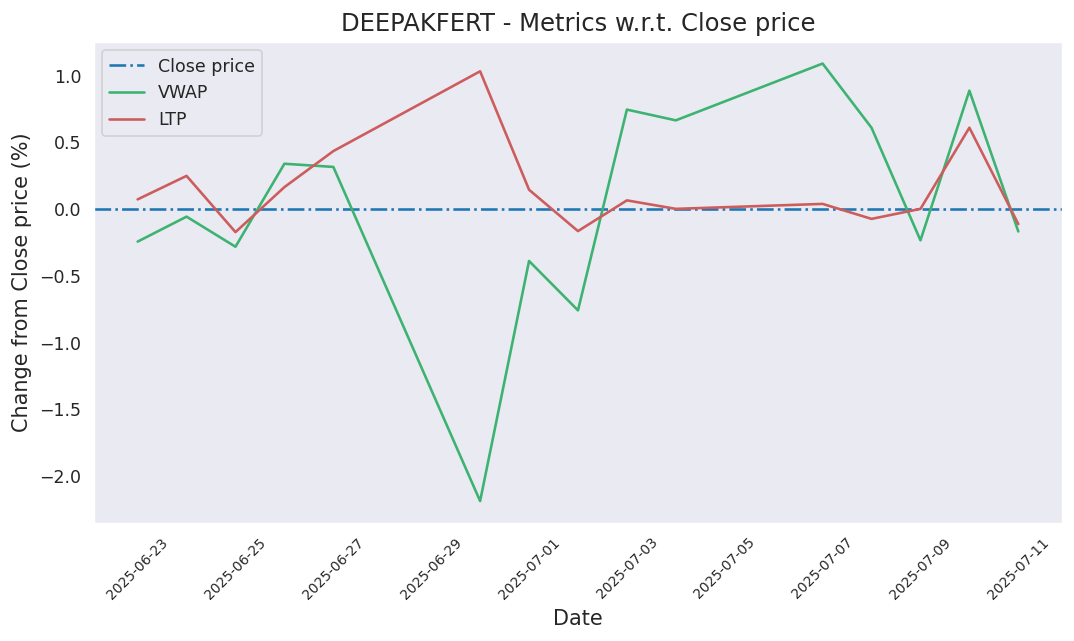 DEEPAKFERT - Metrics w.r.t. Close price
Close price
VWAP
LTP
Change from Close price (%)
1.0
0.5
0.0
−0.5
−1.0
−1.5
−2.0
2025-06-23
2025-06-25
2025-06-27
2025-06-29
2025-07-01
2025-07-03
2025-07-05
2025-07-07
2025-07-09
2025-07-11
Date